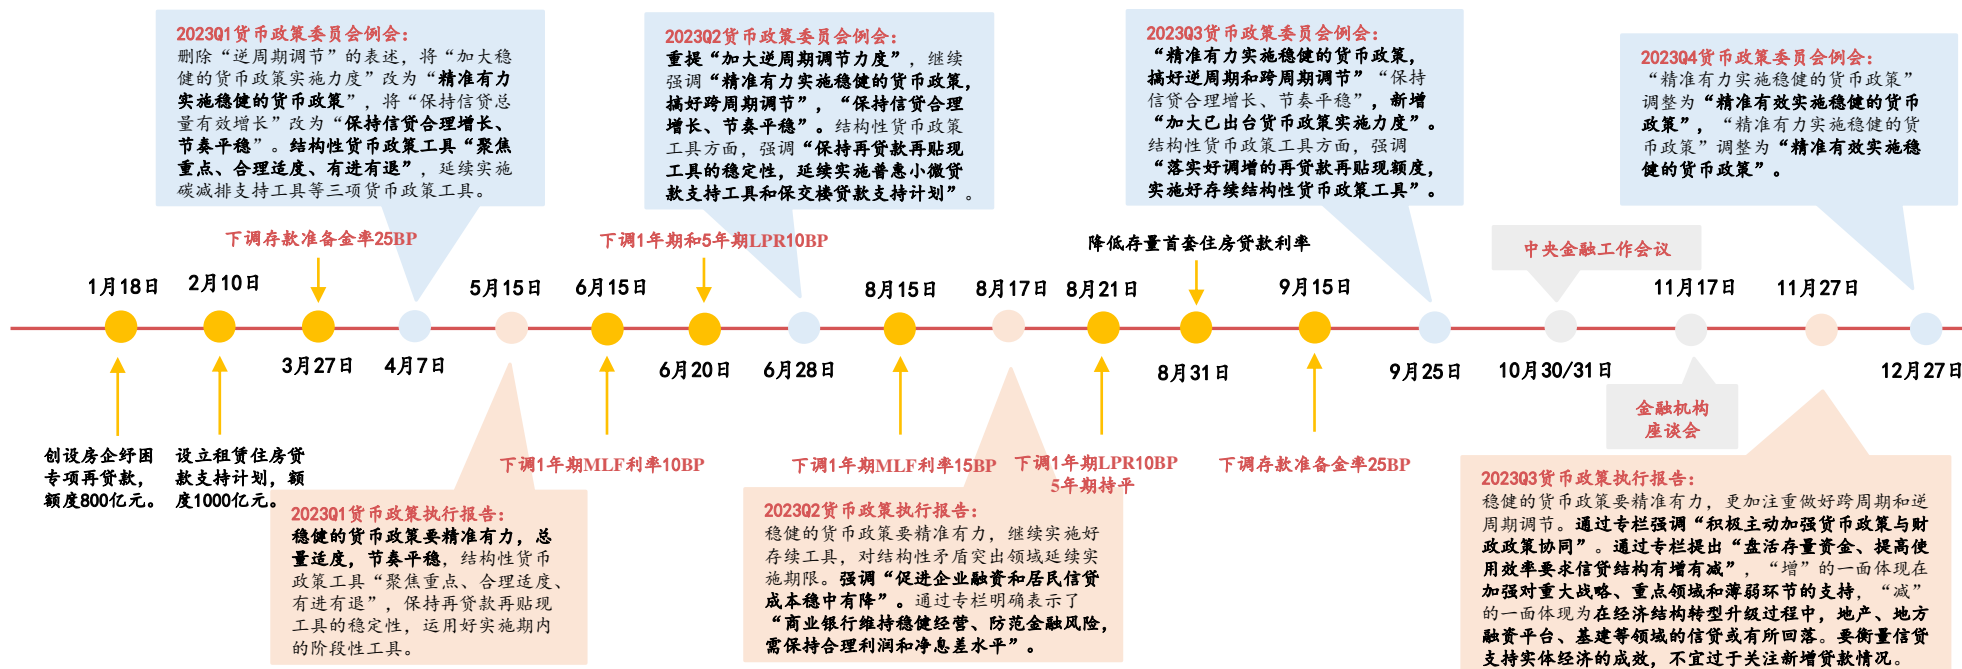 2023Q1货币政策委员会例会：
删除“逆周期调节”的表述，将“加大稳
健的货币政策实施力度”改为“精准有力
实施稳健的货币政策”，将“保持信贷总
量有效增长”改为“保持信贷合理增长、
节奏平稳”。结构性货币政策工具“聚焦
重点、合理适度、有进有退”，延续实施
碳减排支持工具等三项货币政策工具。
2023Q2货币政策委员会例会：
重提“加大逆周期调节力度”，继续
强调“精准有力实施稳健的货币政策，
搞好跨周期调节”，“保持信贷合理
增长、节奏平稳”。结构性货币政策
工具方面，强调“保持再贷款再贴现
工具的稳定性，延续实施普惠小微贷
款支持工具和保交楼贷款支持计划”。
2023Q3货币政策委员会例会：
“精准有力实施稳健的货币政策，
搞好逆周期和跨周期调节”“保持
信贷合理增长、节奏平稳”，新增
“加大已出台货币政策实施力度”。
结构性货币政策工具方面，强调
“落实好调增的再贷款再贴现额度，
实施好存续结构性货币政策工具”。
2023Q4货币政策委员会例会：
“精准有力实施稳健的货币政策”
调整为“精准有效实施稳健的货币
政策”，“精准有力实施稳健的货
币政策”调整为“精准有效实施稳
健的货币政策”。
下调存款准备金率25BP
下调1年期和5年期LPR10BP
降低存量首套住房贷款利率
中央金融工作会议
1月18日
2月10日
3月27日
4月7日
5月15日
6月15日
6月20日
6月28日
8月15日
8月17日
8月21日
8月31日
9月15日
9月25日
10月30/31日
11月17日
11月27日
12月27日
创设房企纾困
专项再贷款，
额度800亿元。
设立租赁住房贷
款支持计划，额
度1000亿元。
下调1年期MLF利率10BP
下调1年期MLF利率15BP
下调1年期LPR10BP
5年期持平
下调存款准备金率25BP
金融机构
座谈会
2023Q1货币政策执行报告：
稳健的货币政策要精准有力，总
量适度，节奏平稳，结构性货币
政策工具“聚焦重点、合理适度、
有进有退”，保持再贷款再贴现
工具的稳定性，运用好实施期内
的阶段性工具。
2023Q2货币政策执行报告：
稳健的货币政策要精准有力，继续实施好
存续工具，对结构性矛盾突出领域延续实
施期限。强调“促进企业融资和居民信贷
成本稳中有降”。通过专栏明确表示了
“商业银行维持稳健经营、防范金融风险，
需保持合理利润和净息差水平”。
2023Q3货币政策执行报告：
稳健的货币政策要精准有力，更加注重做好跨周期和逆
周期调节。通过专栏强调“积极主动加强货币政策与财
政政策协同”。通过专栏提出“盘活存量资金、提高使
用效率要求信贷结构有增有减”，“增”的一面体现在
加强对重大战略、重点领域和薄弱环节的支持，“减”
的一面体现为在经济结构转型升级过程中，地产、地方
融资平台、基建等领域的信贷或有所回落。要衡量信贷
支持实体经济的成效，不宜过于关注新增贷款情况。